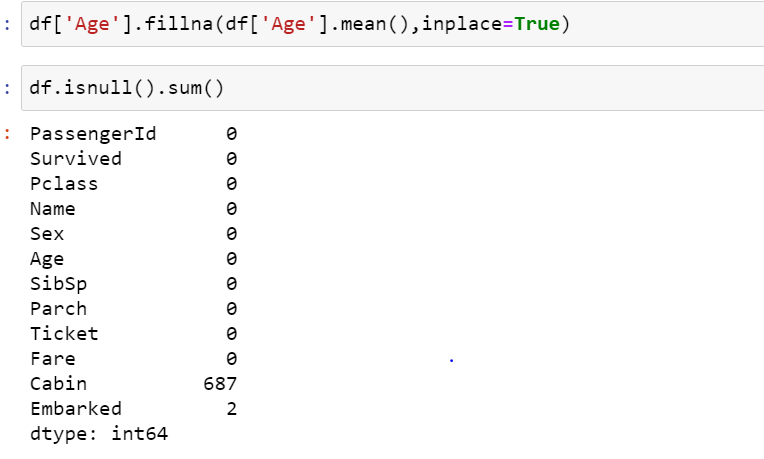 : df['Age'].fillna(df['Age'].mean(),inplace=True)
: df.isnull().sum()
: PassengerId 0
Survived 0
Pclass 0
Name 0
Sex 0
Age 0
SibSp 0
Parch 0
Ticket 0
Fare 0
Cabin 687
Embarked 2
dtype: int64